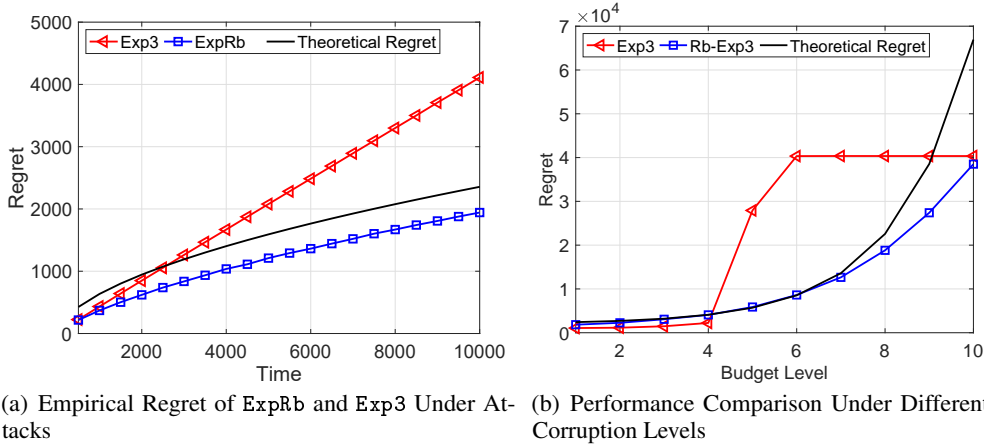 5000
4000
3000
2000
1000
0
Regret
Exp3 ExpRb Theoretical Regret
2000 4000 6000 8000 10000
Time
(a) Empirical Regret of ExpRb and Exp3 Under At-
tacks
7 ×10⁴
6
5
4
3
2
1
0
Regret
Exp3 Rb-Exp3 Theoretical Regret
2 4 6 8 10
Budget Level
(b) Performance Comparison Under Different
Corruption Levels